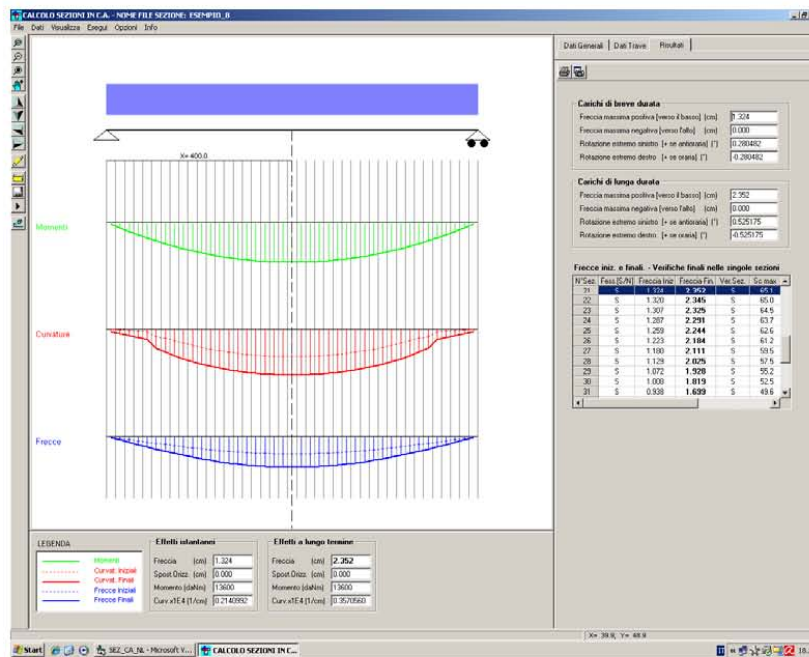 CALCOLO SEZIONI IN C.A. - NOME FILE SEZIONE: ESEMPIO_8
File Dati Visualizza Esegui Opzioni Info
X= 400.0
Momenti
Curvature
Frecce
LEGENDA
Momenti
Curvat. Iniziali
Curvat. Finali
Frecce Iniziali
Frecce Finali
Effetti istantanei
Freccia (cm) 1.324
Spost.Orizz. (cm) 0.000
Momento (daNm) 13600
Curv.x1E4 (1/cm) 0.2140992
Effetti a lungo termine
Freccia (cm) 2.352
Spost.Orizz. (cm) 0.000
Momento (daNm) 13600
Curv.x1E4 (1/cm) 0.3570560
Dati Generali Dati Trave Risultati
Carichi di breve durata
Freccia massima positiva [verso il basso] (cm) 1.324
Freccia massima negativa [verso l'alto] (cm) 0.000
Rotazione estremo sinistro [+ se antioraria] (°) 0.280482
Rotazione estremo destro [+ se oraria] (°) -0.280482
Carichi di lunga durata
Freccia massima positiva [verso il basso] (cm) 2.352
Freccia massima negativa [verso l'alto] (cm) 0.000
Rotazione estremo sinistro [+ se antioraria] (°) 0.525175
Rotazione estremo destro [+ se oraria] (°) -0.525175
Frecce iniz. e finali. - Verifiche finali nelle singole sezioni
N°Sez. Fess.[S/N] Freccia Iniz Freccia Fin. Ver.Sez. Sc max
21 S 1.324 2.352 S 65.1
22 S 1.320 2.345 S 65.0
23 S 1.307 2.325 S 64.5
24 S 1.287 2.291 S 63.7
25 S 1.259 2.244 S 62.6
26 S 1.223 2.184 S 61.2
27 S 1.180 2.111 S 59.5
28 S 1.129 2.025 S 57.5
29 S 1.072 1.928 S 55.2
30 S 1.008 1.819 S 52.5
31 S 0.938 1.699 S 49.6
Start SEZ_CA_NL - Microsoft V... CALCOLO SEZIONI IN C...